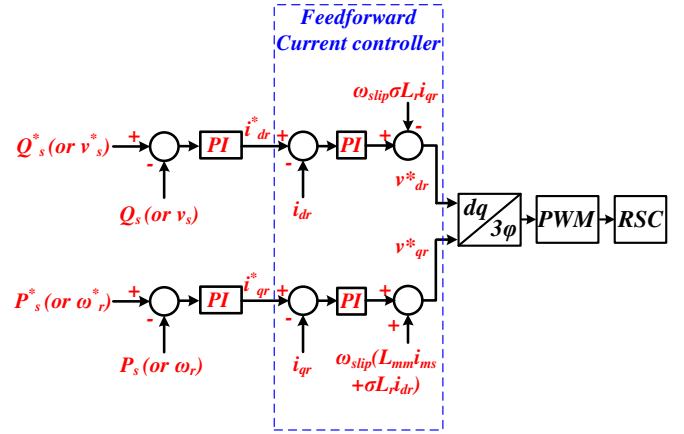 Feedforward
Current controller
ω_slip σL_r i_qr
Q*_s (or v*_s)
+
-
PI
i*_dr
+
-
PI
+
-
Q_s (or v_s)
i_dr
v*_dr
dq
3φ
PWM
RSC
v*_qr
P*_s (or ω*_r)
+
-
PI
i*_qr
+
-
PI
+
+
P_s (or ω_r)
i_qr
ω_slip(L_mm i_ms
+σL_r i_dr)